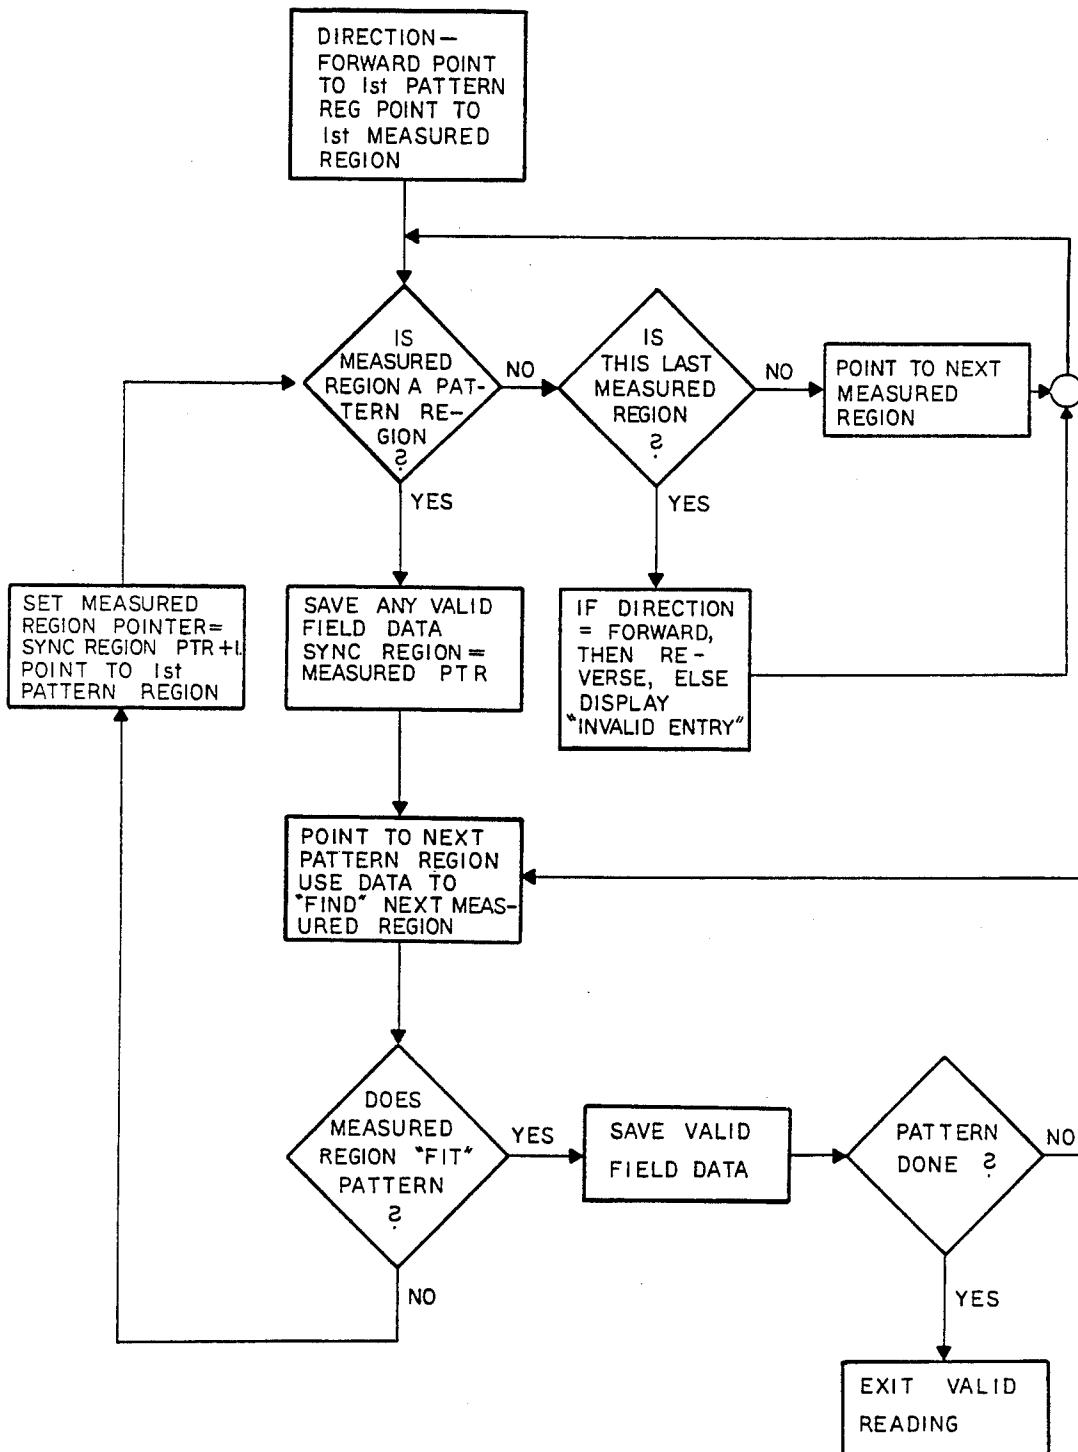 DIRECTION—
FORWARD POINT
TO 1st PATTERN
REG POINT TO
1st MEASURED
REGION
IS
MEASURED
REGION A PAT-
TERN RE-
GION
?
NO
IS
THIS LAST
MEASURED
REGION
?
NO
POINT TO NEXT
MEASURED
REGION
YES
YES
SET MEASURED
REGION POINTER=
SYNC REGION PTR+1.
POINT TO 1st
PATTERN REGION
SAVE ANY VALID
FIELD DATA
SYNC REGION=
MEASURED PTR
IF DIRECTION
= FORWARD,
THEN RE-
VERSE, ELSE
DISPLAY
"INVALID ENTRY"
POINT TO NEXT
PATTERN REGION
USE DATA TO
"FIND" NEXT MEAS-
URED REGION
DOES
MEASURED
REGION "FIT"
PATTERN
?
YES
SAVE VALID
FIELD DATA
PATTERN
DONE ?
NO
NO
YES
EXIT VALID
READING